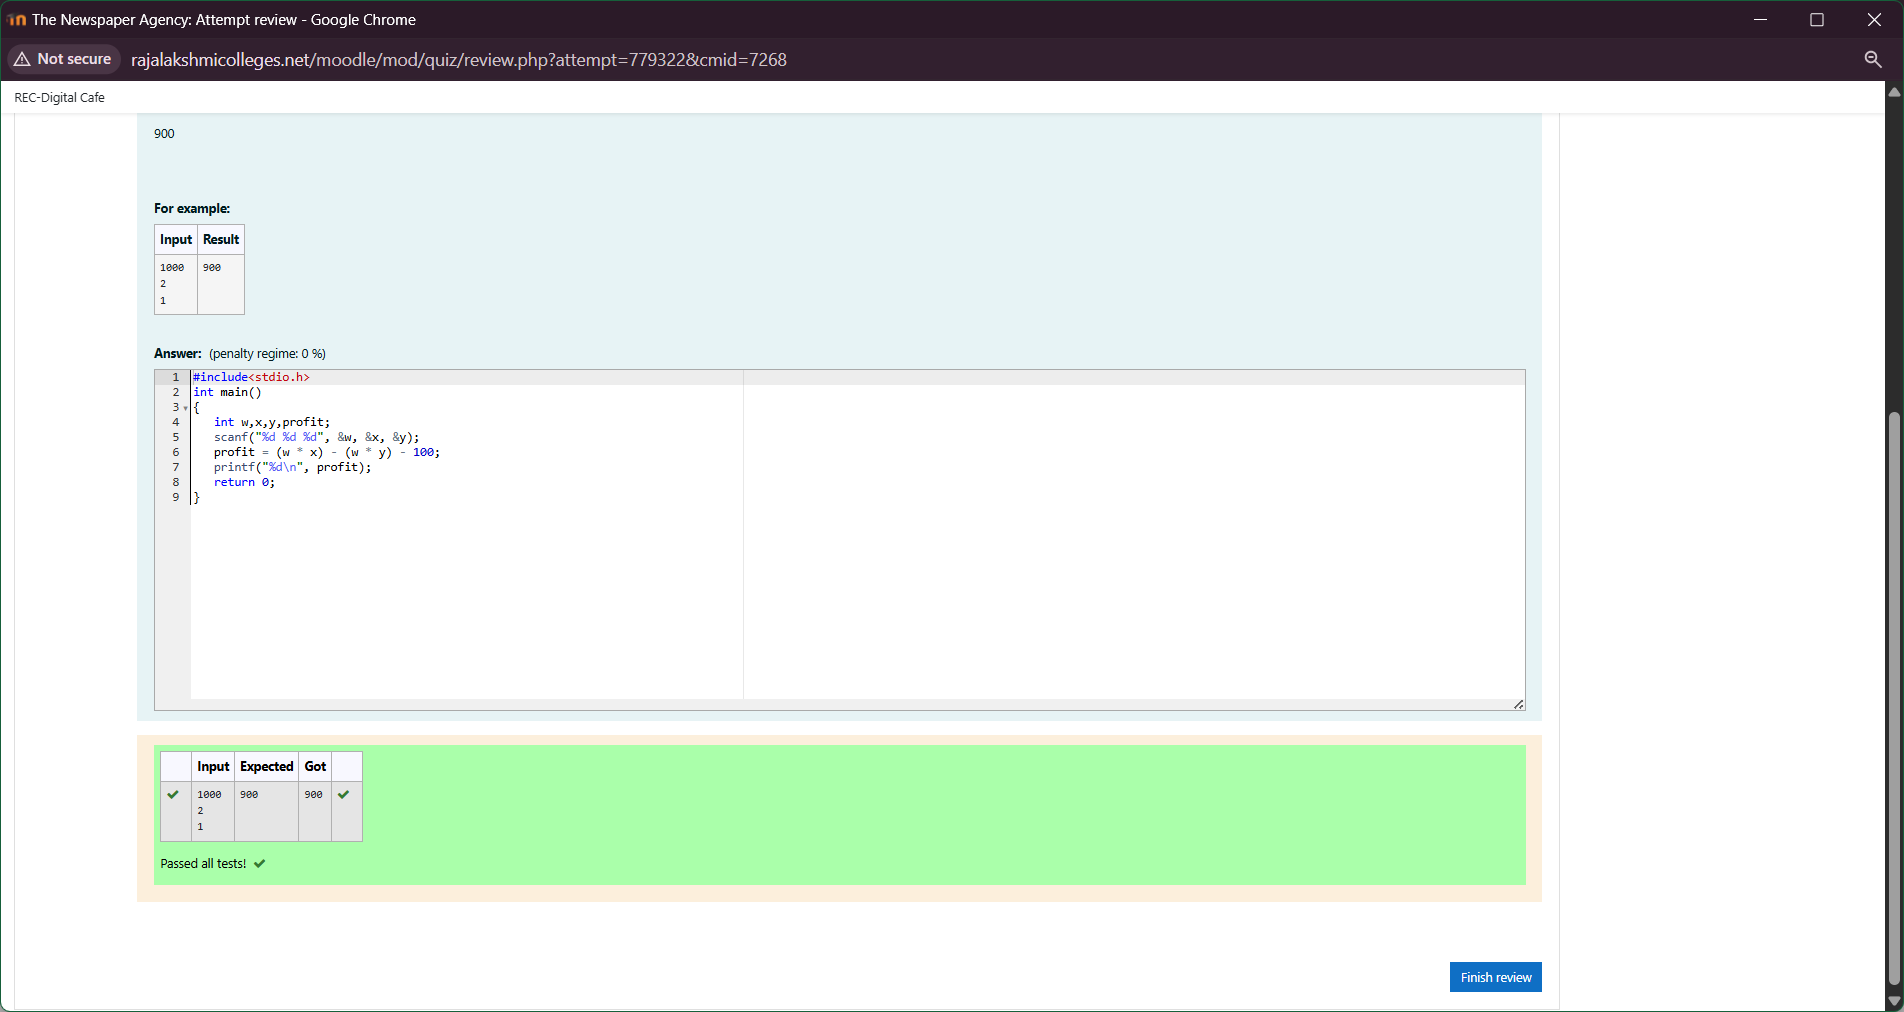 The Newspaper Agency: Attempt review - Google Chrome
Not secure rajalakshmicolleges.net/moodle/mod/quiz/review.php?attempt=779322&cmid=7268
REC-Digital Cafe
900
For example:
Input Result
1000 900
2
1
Answer: (penalty regime: 0 %)
1 #include<stdio.h>
2 int main()
3 {
4 int w,x,y,profit;
5 scanf("%d %d %d", &w, &x, &y);
6 profit = (w * x) - (w * y) - 100;
7 printf("%d\n", profit);
8 return 0;
9 }
Input Expected Got
1000 900 900
2
1
Passed all tests!
Finish review